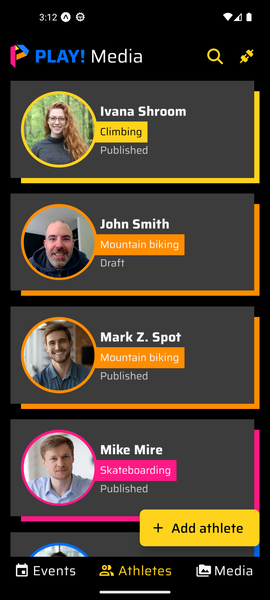 3:12
PLAY! Media
Ivana Shroom
Climbing
Published
John Smith
Mountain biking
Draft
Mark Z. Spot
Mountain biking
Published
Mike Mire
Skateboarding
Published
+ Add athlete
Events Athletes Media